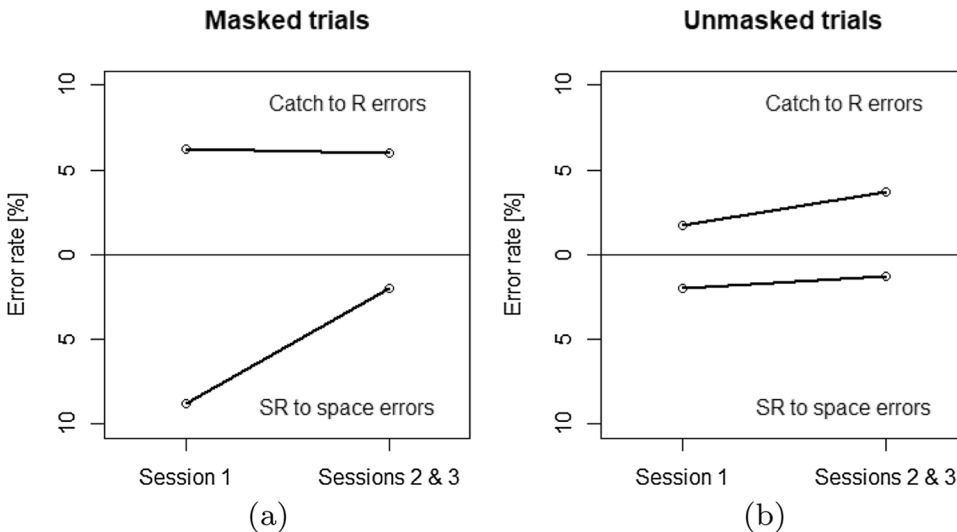 Masked trials
10
5
0
5
10
Error rate [%]
Catch to R errors
SR to space errors
Session 1
Sessions 2 & 3
(a)
Unmasked trials
10
5
0
5
10
Error rate [%]
Catch to R errors
SR to space errors
Session 1
Sessions 2 & 3
(b)